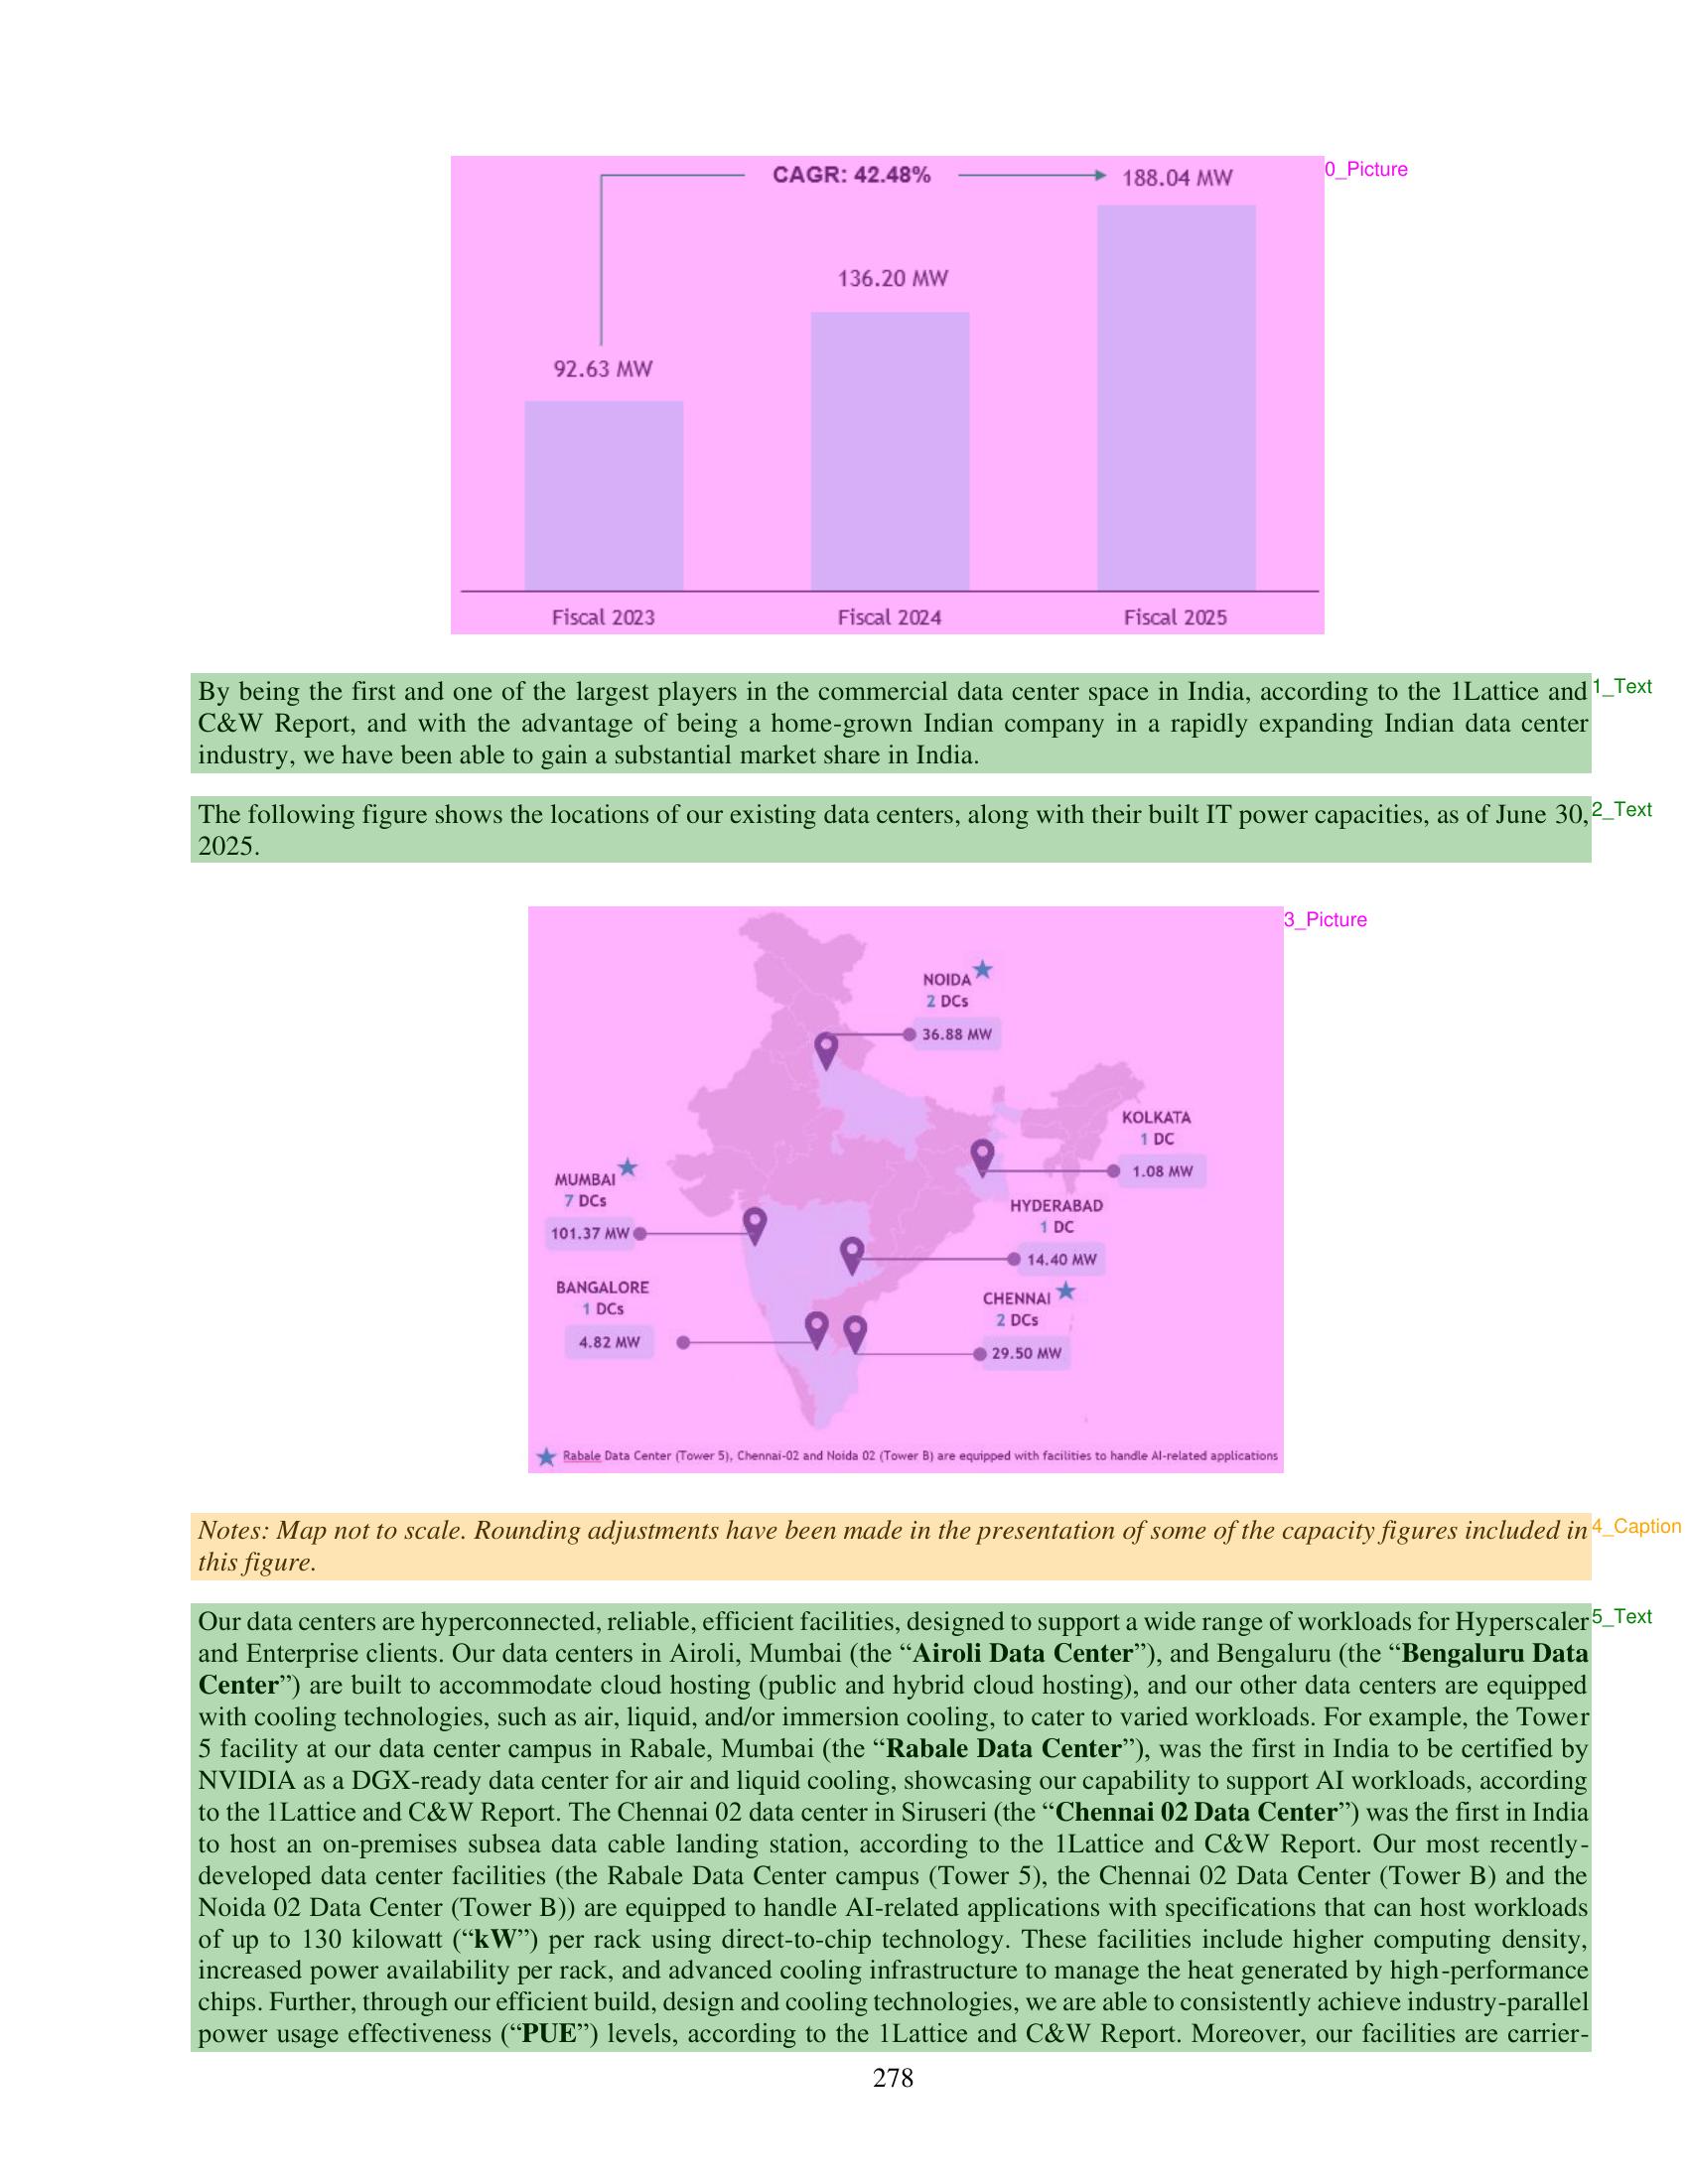 CAGR: 42.48%
188.04 MW
136.20 MW
92.63 MW
Fiscal 2023 Fiscal 2024 Fiscal 2025
0_Picture
By being the first and one of the largest players in the commercial data center space in India, according to the 1Lattice and
C&W Report, and with the advantage of being a home-grown Indian company in a rapidly expanding Indian data center
industry, we have been able to gain a substantial market share in India.
1_Text
The following figure shows the locations of our existing data centers, along with their built IT power capacities, as of June 30,
2025.
2_Text
3_Picture
NOIDA
2 DCs
36.88 MW
KOLKATA
1 DC
1.08 MW
MUMBAI
7 DCs
101.37 MW
HYDERABAD
1 DC
14.40 MW
BANGALORE
1 DCs
4.82 MW
CHENNAI
2 DCs
29.50 MW
Rabale Data Center (Tower 5), Chennai-02 and Noida 02 (Tower B) are equipped with facilities to handle AI-related applications
Notes: Map not to scale. Rounding adjustments have been made in the presentation of some of the capacity figures included in
this figure.
4_Caption
Our data centers are hyperconnected, reliable, efficient facilities, designed to support a wide range of workloads for Hyperscaler
and Enterprise clients. Our data centers in Airoli, Mumbai (the “Airoli Data Center”), and Bengaluru (the “Bengaluru Data
Center”) are built to accommodate cloud hosting (public and hybrid cloud hosting), and our other data centers are equipped
with cooling technologies, such as air, liquid, and/or immersion cooling, to cater to varied workloads. For example, the Tower
5 facility at our data center campus in Rabale, Mumbai (the “Rabale Data Center”), was the first in India to be certified by
NVIDIA as a DGX-ready data center for air and liquid cooling, showcasing our capability to support AI workloads, according
to the 1Lattice and C&W Report. The Chennai 02 data center in Siruseri (the “Chennai 02 Data Center”) was the first in India
to host an on-premises subsea data cable landing station, according to the 1Lattice and C&W Report. Our most recently-
developed data center facilities (the Rabale Data Center campus (Tower 5), the Chennai 02 Data Center (Tower B) and the
Noida 02 Data Center (Tower B)) are equipped to handle AI-related applications with specifications that can host workloads
of up to 130 kilowatt (“kW”) per rack using direct-to-chip technology. These facilities include higher computing density,
increased power availability per rack, and advanced cooling infrastructure to manage the heat generated by high-performance
chips. Further, through our efficient build, design and cooling technologies, we are able to consistently achieve industry-parallel
power usage effectiveness (“PUE”) levels, according to the 1Lattice and C&W Report. Moreover, our facilities are carrier-
5_Text
278